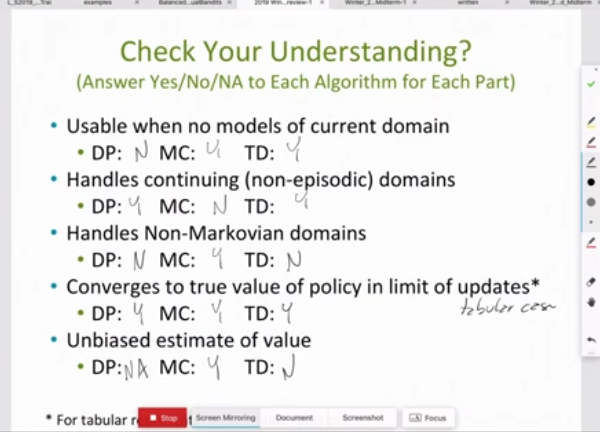 L_S2019_...Trai examples Balanced...ualBandits 2019 Win...review-1 Winter_2...Midterm-1 written Winter_2...d_Midterm
Check Your Understanding?
(Answer Yes/No/NA to Each Algorithm for Each Part)
• Usable when no models of current domain
• DP: N MC: Y TD: Y
• Handles continuing (non-episodic) domains
• DP: Y MC: N TD: Y
• Handles Non-Markovian domains
• DP: N MC: Y TD: N
• Converges to true value of policy in limit of updates*
• DP: Y MC: Y TD: Y tabular case
• Unbiased estimate of value
• DP: NA MC: Y TD: N
* For tabular
Stop Screen Mirroring Document Screenshot Focus